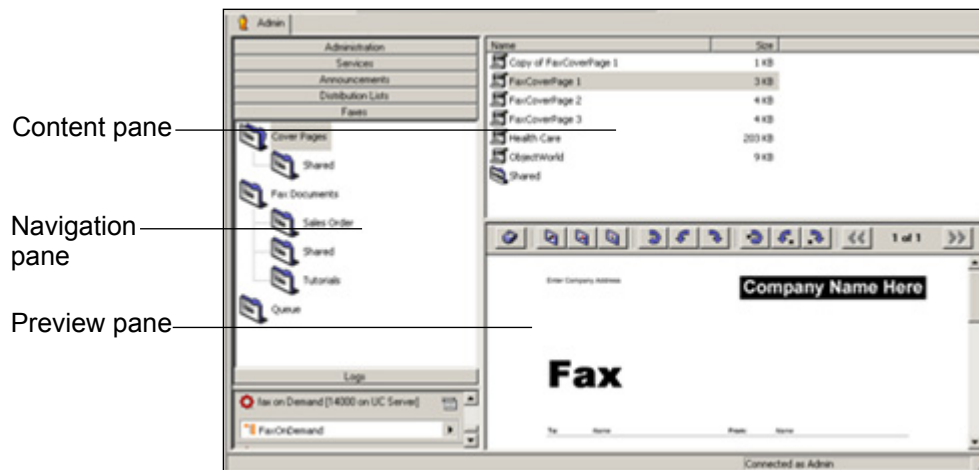 Admin
Administration
Services
Announcements
Distribution Lists
Faxes
Cover Pages
Shared
Fax Documents
Sales Order
Shared
Tutorials
Queue
Logs
fax on Demand [14000 on UC Server]
FaxOnDemand
Content pane
Navigation
pane
Preview pane
Name Size
Copy of FaxCoverPage 1 1 KB
FaxCoverPage 1 3 KB
FaxCoverPage 2 4 KB
FaxCoverPage 3 4 KB
Health Care 203 KB
ObjectWorld 9 KB
Shared
1 of 1
Enter Company Address
Company Name Here
Fax
To: Name From: Name
Connected as Admin